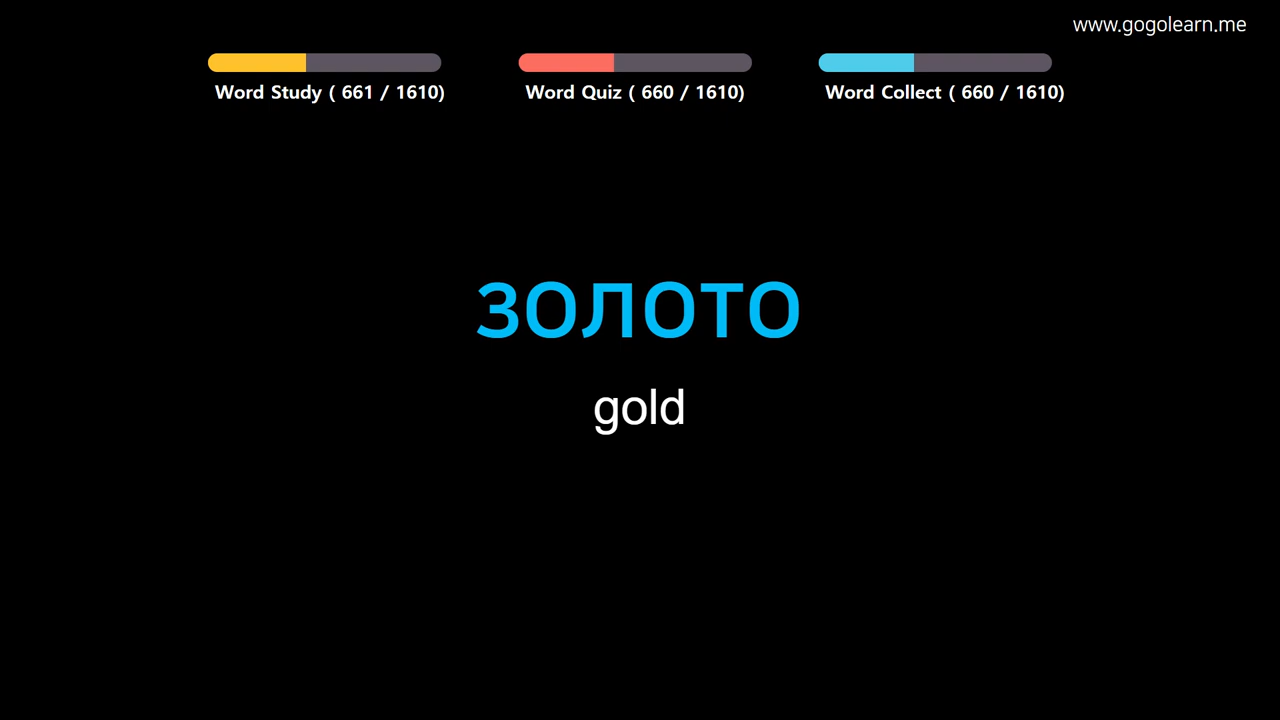 www.gogolearn.me
Word Study ( 661 / 1610)
Word Quiz ( 660 / 1610)
Word Collect ( 660 / 1610)
золото
gold